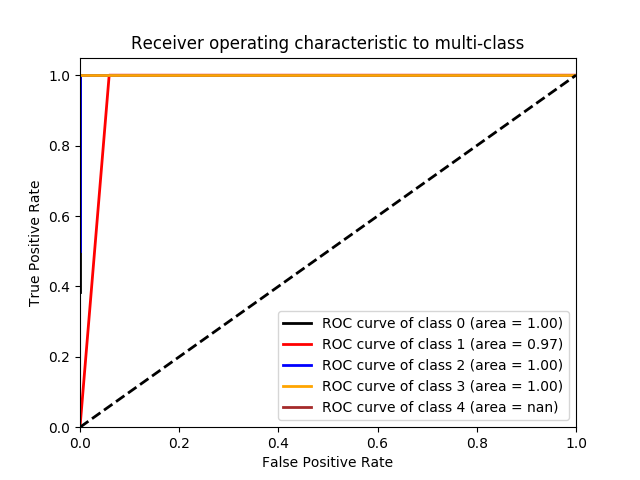 Receiver operating characteristic to multi-class
1.0
0.8
0.6
0.4
0.2
0.0
True Positive Rate
ROC curve of class 0 (area = 1.00)
ROC curve of class 1 (area = 0.97)
ROC curve of class 2 (area = 1.00)
ROC curve of class 3 (area = 1.00)
ROC curve of class 4 (area = nan)
0.0 0.2 0.4 0.6 0.8 1.0
False Positive Rate